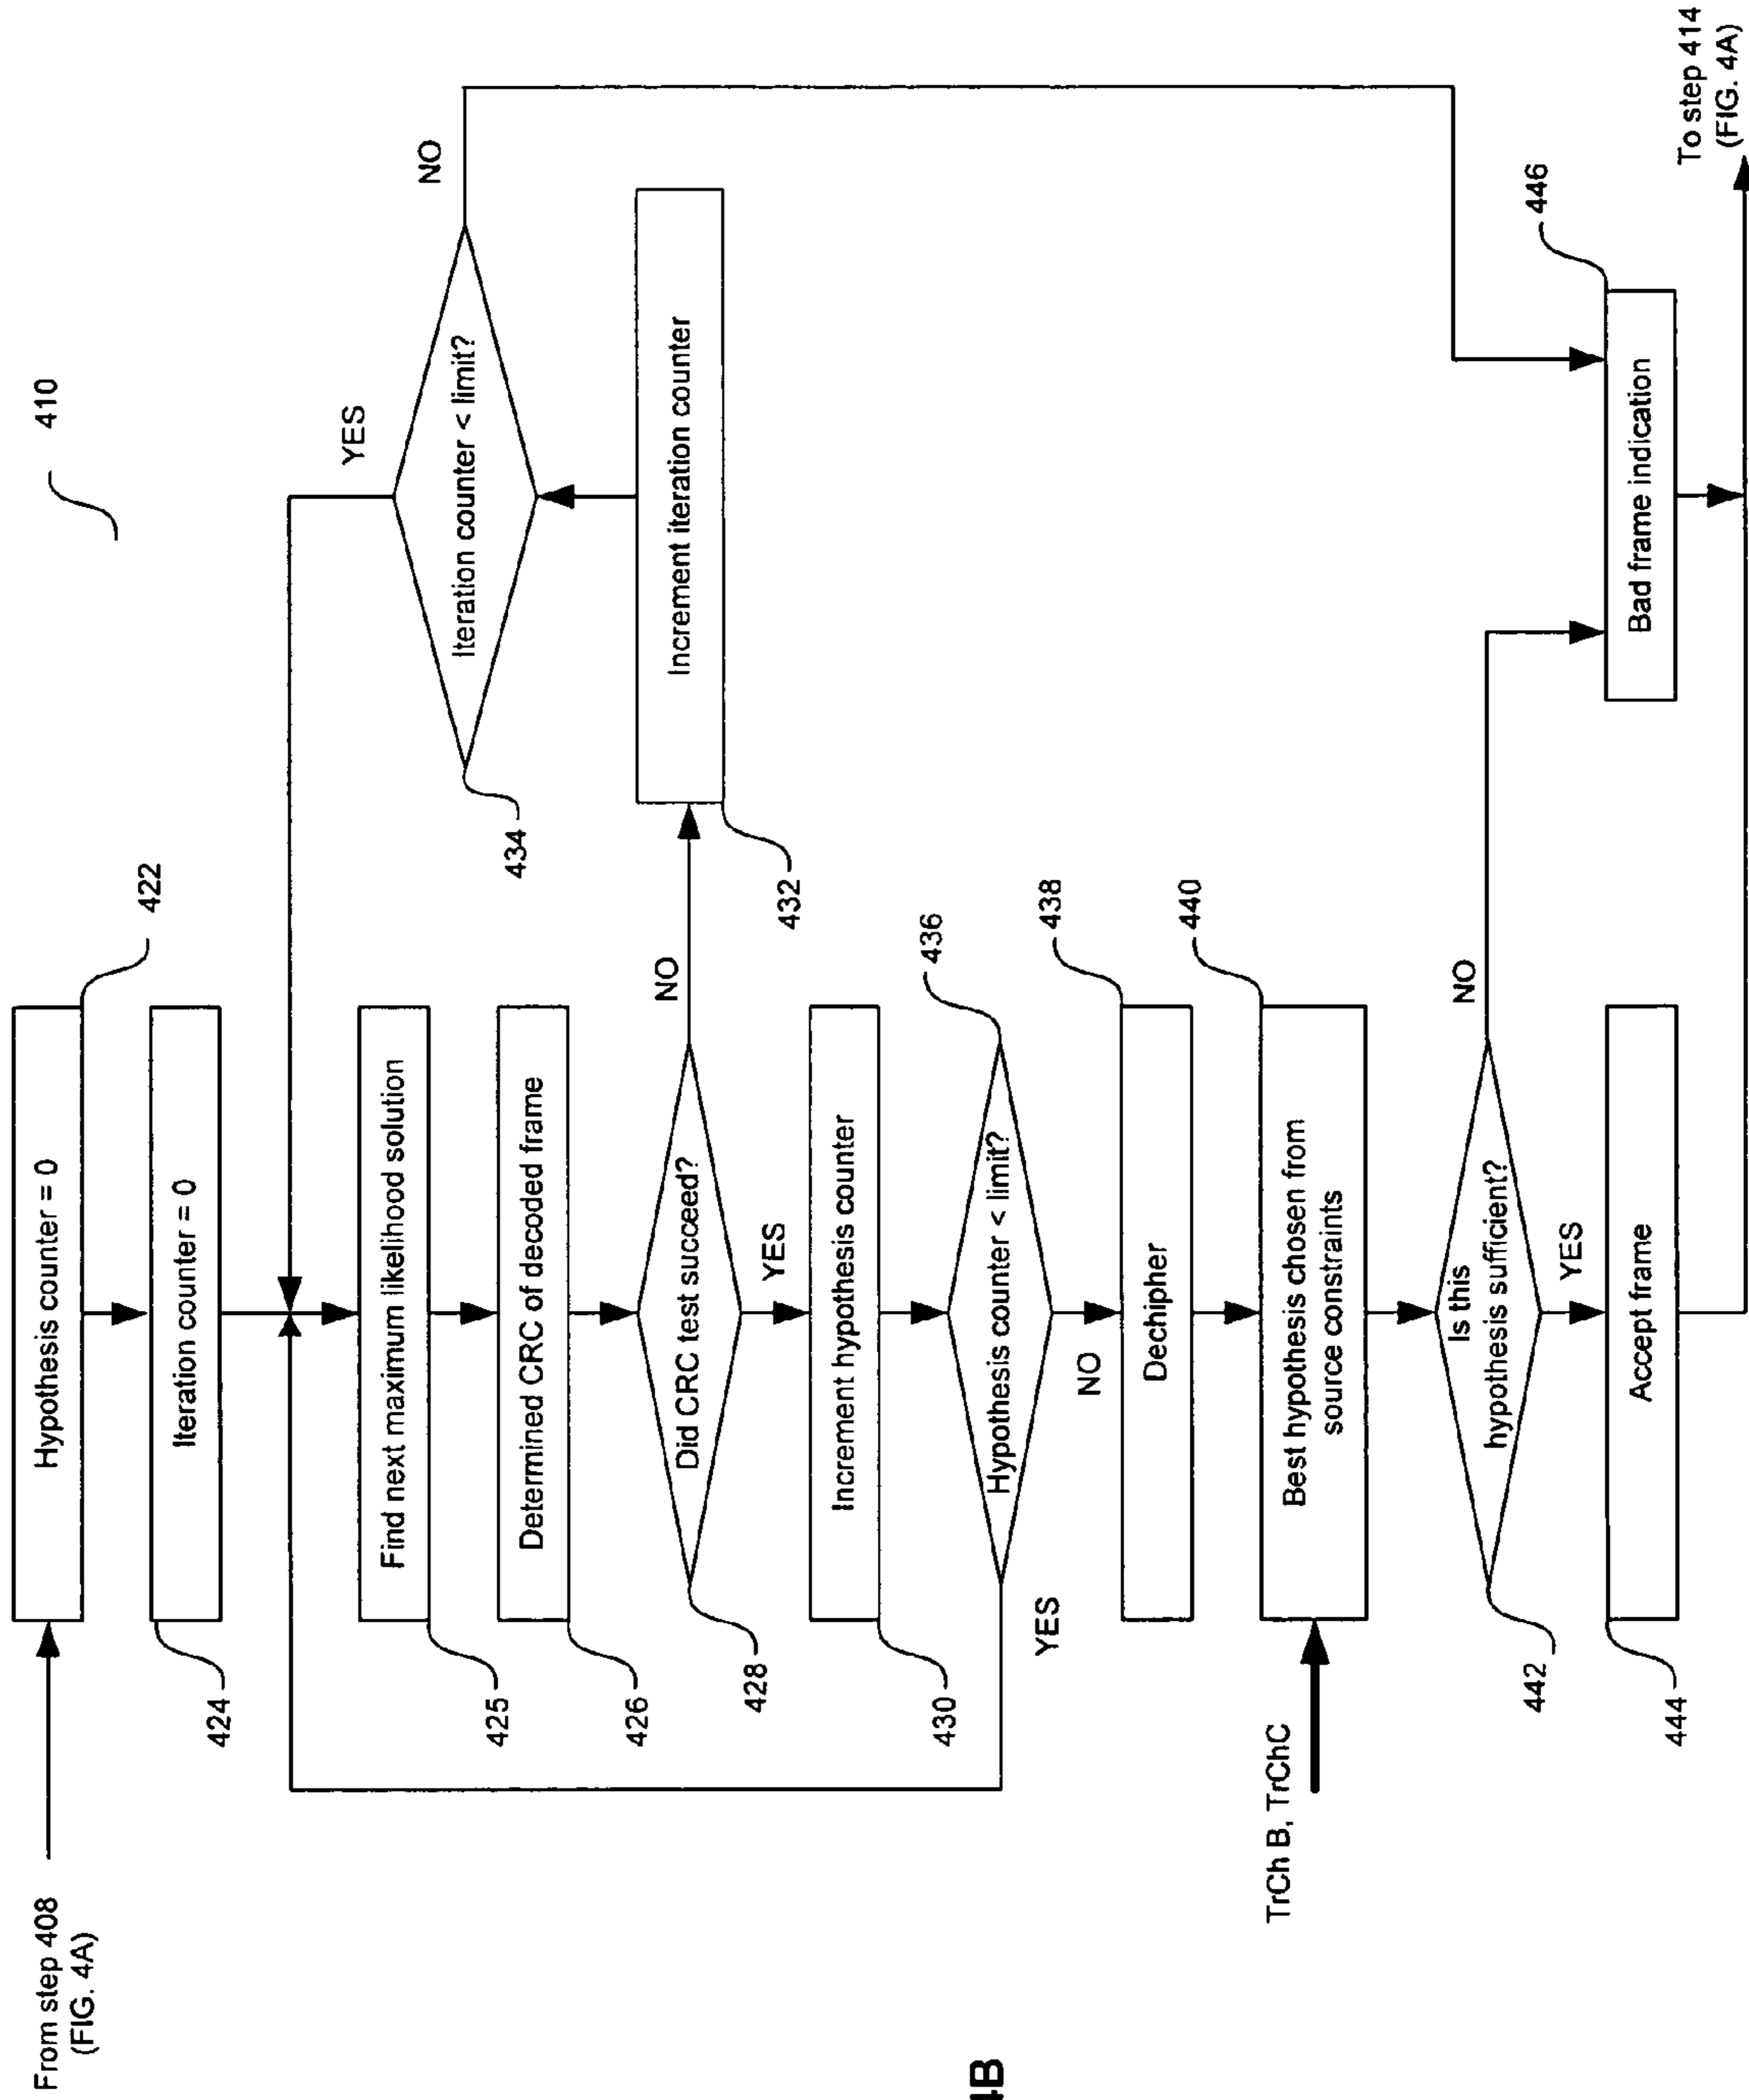 410
From step 408
(FIG. 4A)
Hypothesis counter = 0
422
Iteration counter = 0
424
Find next maximum likelihood solution
425
Determined CRC of decoded frame
426
Did CRC test succeed?
428
NO
YES
Increment iteration counter
432
Iteration counter < limit?
434
YES
NO
Increment hypothesis counter
430
Hypothesis counter < limit?
436
YES
NO
Dechipher
438
TrCh B, TrChC
Best hypothesis chosen from
source constraints
440
Is this
hypothesis sufficient?
442
NO
YES
Accept frame
444
Bad frame indication
446
To step 414
(FIG. 4A)
4B